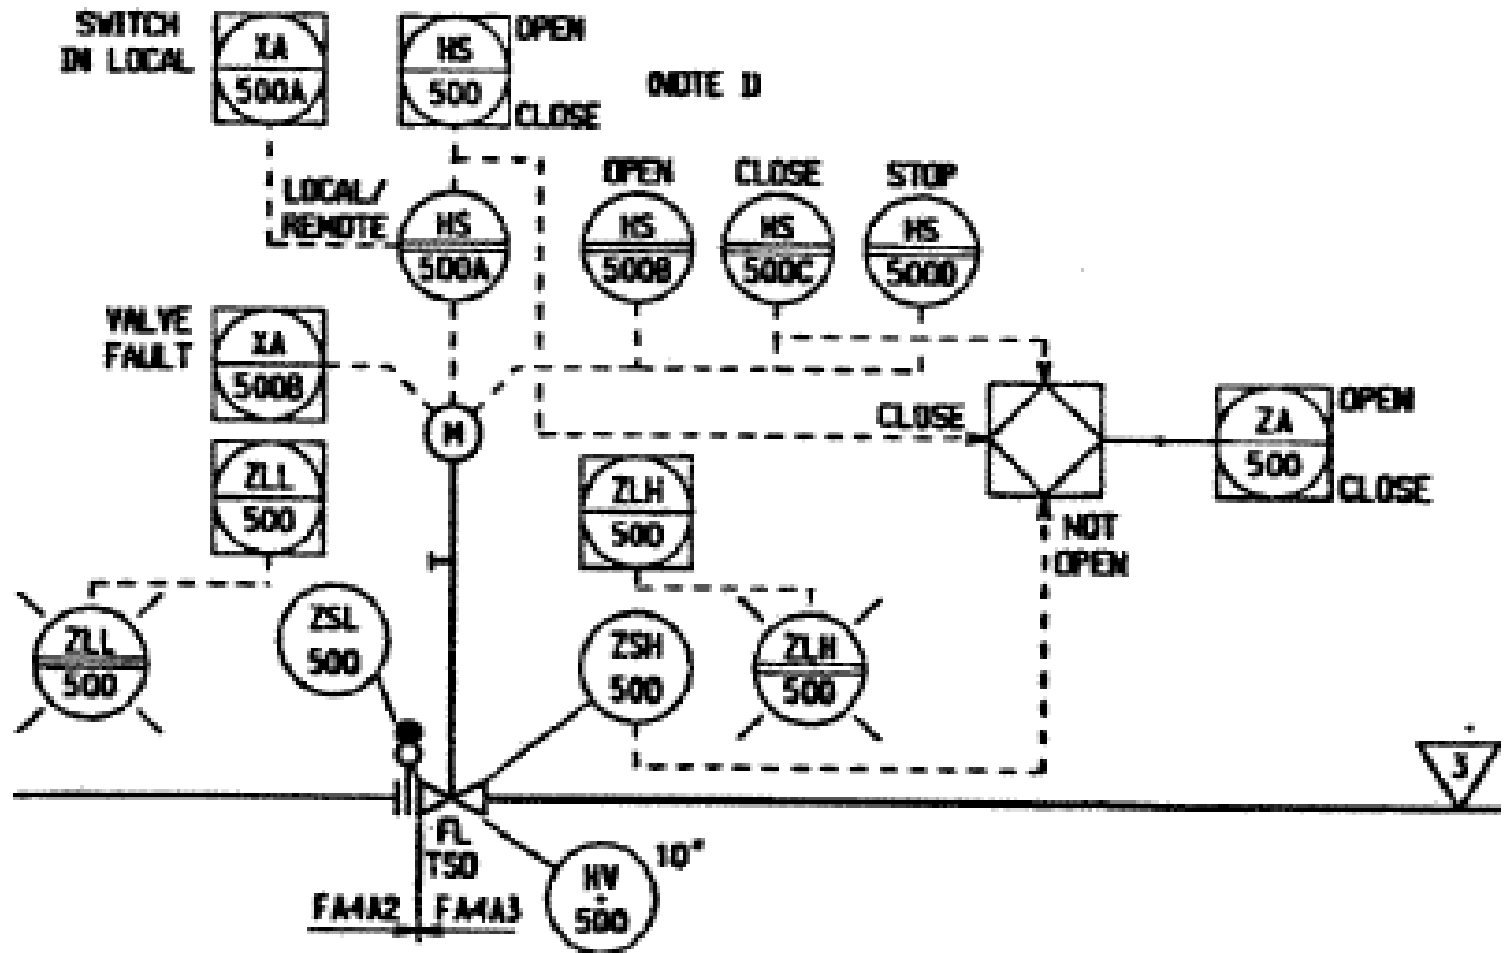 SWITCH
IN LOCAL
XA
500A
HS
500
OPEN
CLOSE
(NOTE 1)
LOCAL/
REMOTE
HS
500A
OPEN
HS
500B
CLOSE
HS
500C
STOP
HS
500D
VALVE
FAULT
XA
500B
M
CLOSE
ZA
500
OPEN
CLOSE
NOT
OPEN
ZLL
500
ZLH
500
ZLL
500
ZSL
500
ZSH
500
ZLH
500
3
FL
TSO
HV
500
10"
FA4A2
FA4A3